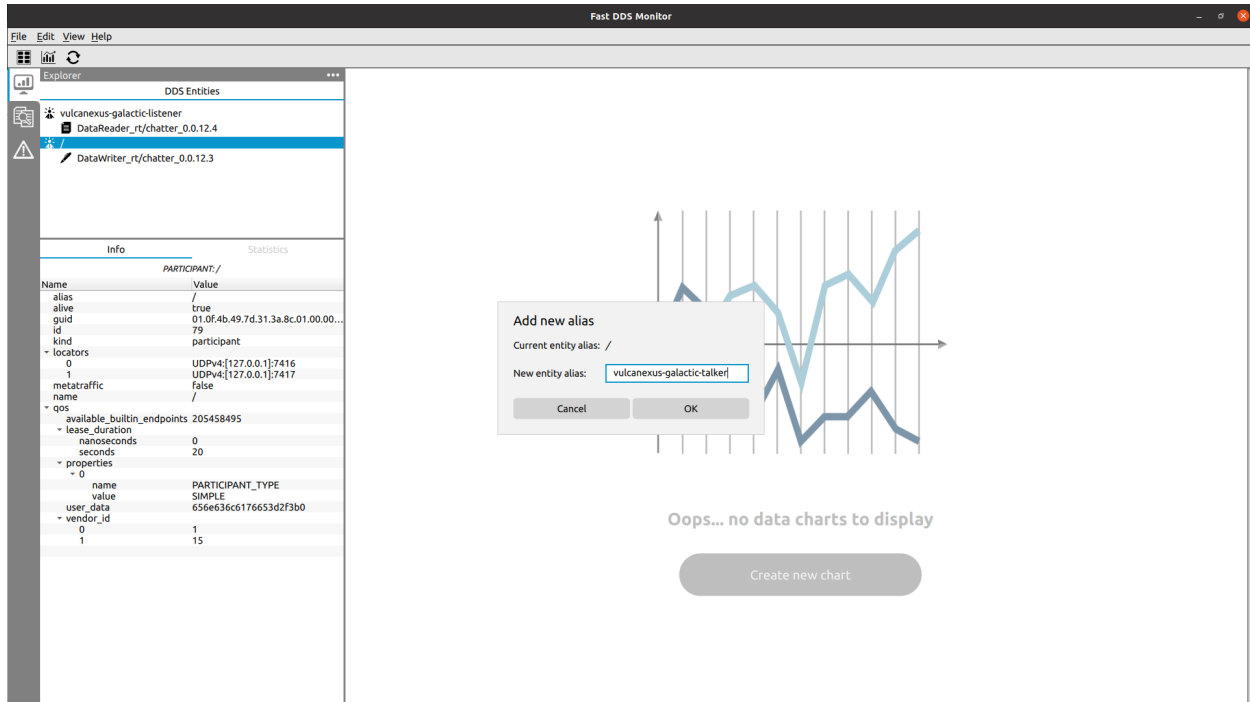 Fast DDS Monitor
File Edit View Help
Explorer
DDS Entities
vulcanexus-galactic-listener
DataReader_rt/chatter_0.0.12.4
/
DataWriter_rt/chatter_0.0.12.3
Info Statistics
PARTICIPANT: /
Name Value
alias /
alive true
guid 01.0f.4b.49.7d.31.3a.8c.01.00.00...
id 79
kind participant
locators
0 UDPv4:[127.0.0.1]:7416
1 UDPv4:[127.0.0.1]:7417
metatraffic false
name /
qos
available_builtin_endpoints 205458495
lease_duration
nanoseconds 0
seconds 20
properties
0
name PARTICIPANT_TYPE
value SIMPLE
user_data 656e636c6176653d2f3b0
vendor_id
0 1
1 15
Add new alias
Current entity alias: /
New entity alias: vulcanexus-galactic-talker
Cancel OK
Oops... no data charts to display
Create new chart